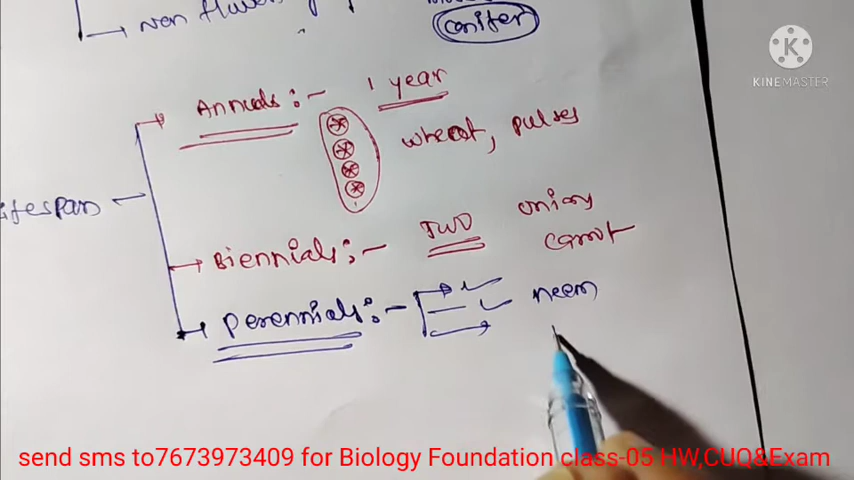 → Non flower
conifer
KINEMASTER
Annuals :- 1 year
wheat, pulses
Lifespan
Biennials :- TWO onion
carrot
Perennials :- neem
send sms to7673973409 for Biology Foundation class-05 HW,CUQ&Exam